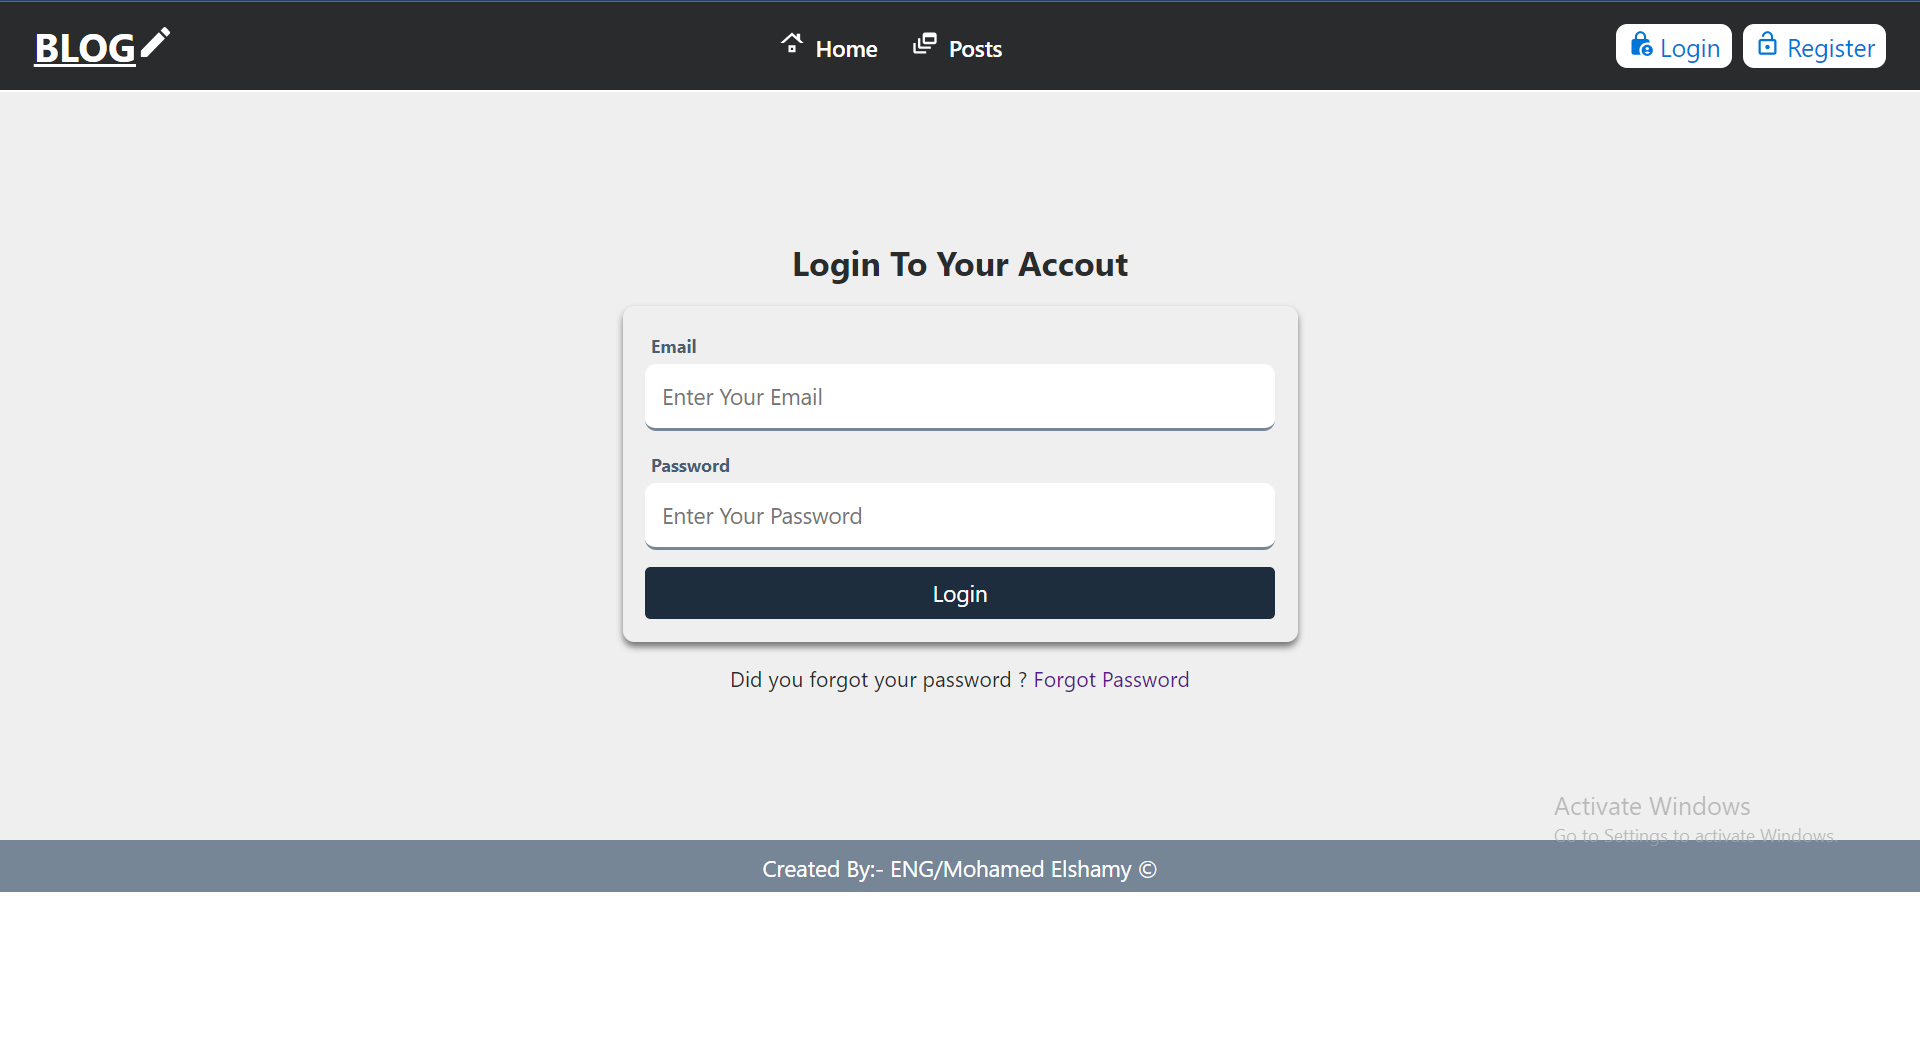 BLOG
Home
Posts
Login
Register
Login To Your Accout
Email
Enter Your Email
Password
Enter Your Password
Login
Did you forgot your password ? Forgot Password
Activate Windows
Go to Settings to activate Windows.
Created By:- ENG/Mohamed Elshamy ©